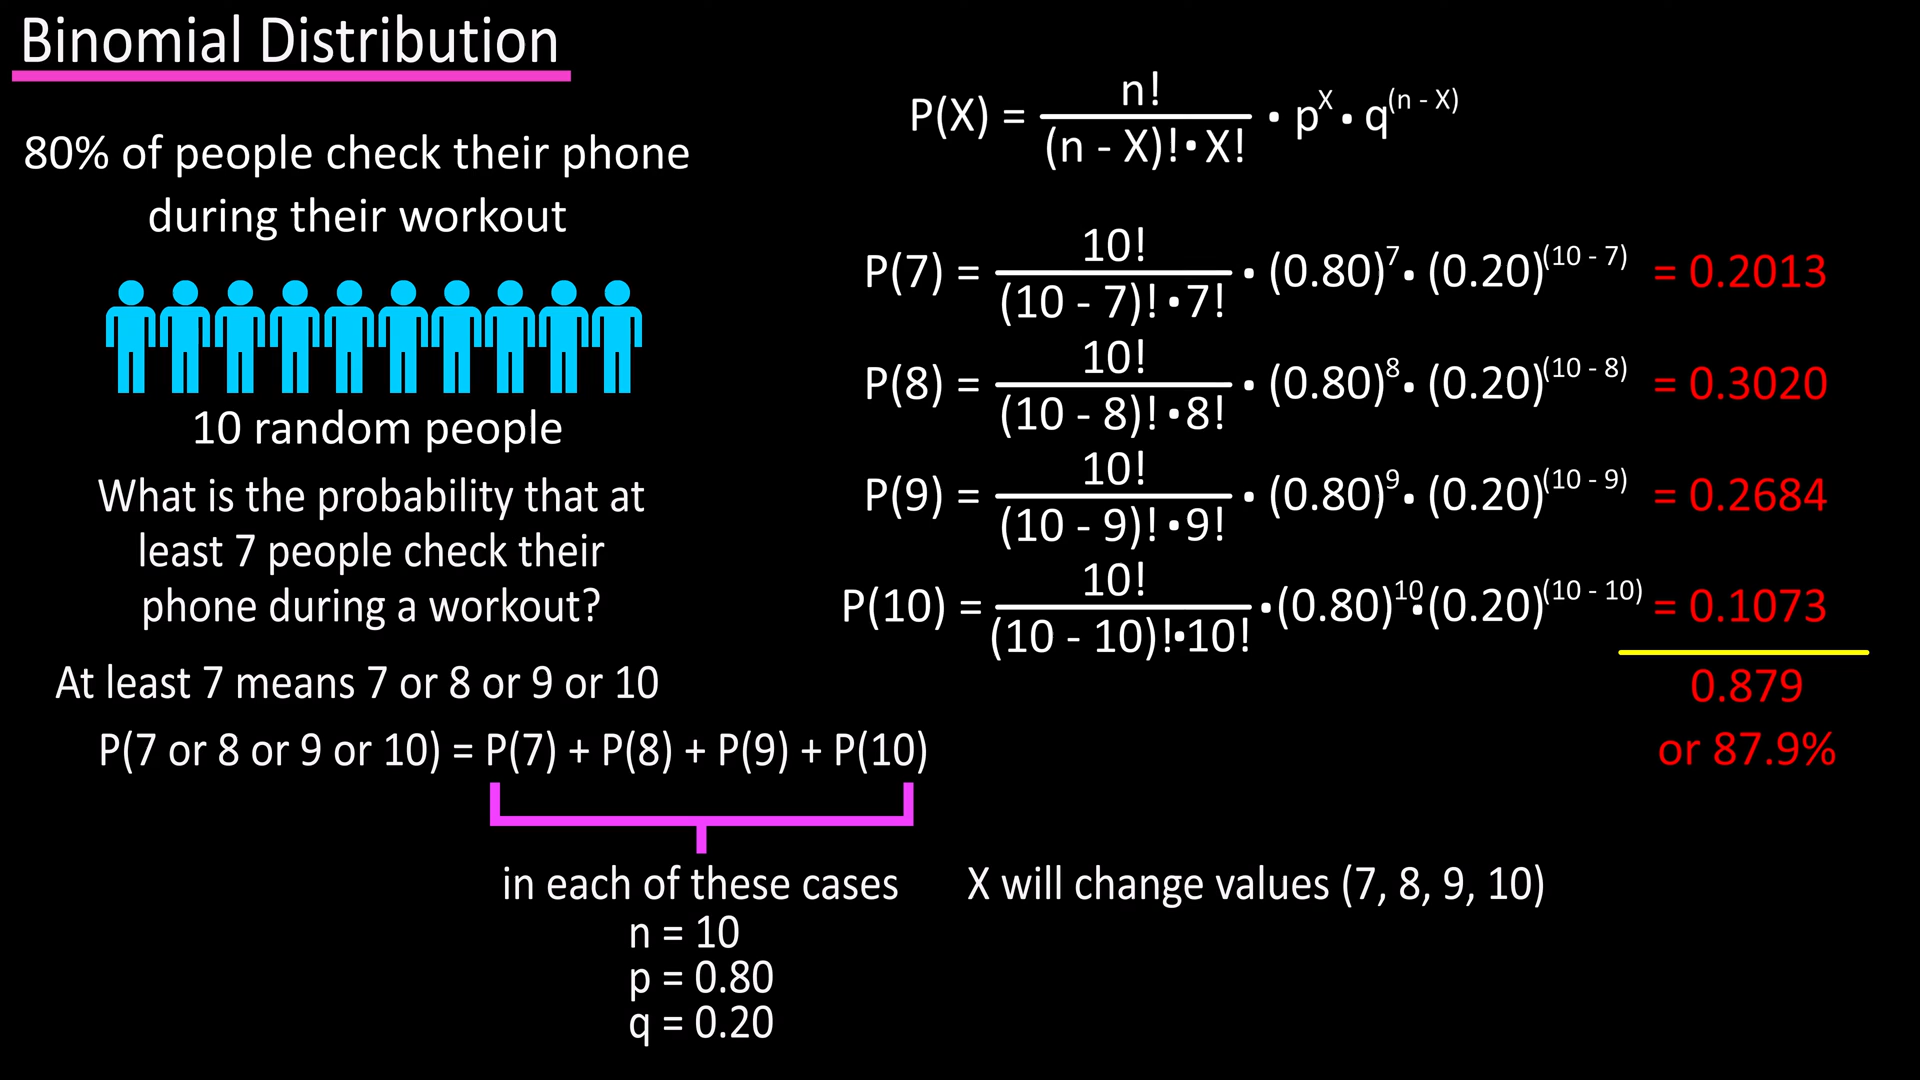 Binomial Distribution
80% of people check their phone
during their workout
10 random people
What is the probability that at
least 7 people check their
phone during a workout?
At least 7 means 7 or 8 or 9 or 10
P(7 or 8 or 9 or 10) = P(7) + P(8) + P(9) + P(10)
in each of these cases
n = 10
p = 0.80
q = 0.20
X will change values (7, 8, 9, 10)
P(X) = n! / (n - X)! • X! • p^X • q^(n - X)
P(7) = 10! / (10 - 7)! • 7! • (0.80)^7 • (0.20)^(10 - 7) = 0.2013
P(8) = 10! / (10 - 8)! • 8! • (0.80)^8 • (0.20)^(10 - 8) = 0.3020
P(9) = 10! / (10 - 9)! • 9! • (0.80)^9 • (0.20)^(10 - 9) = 0.2684
P(10) = 10! / (10 - 10)! • 10! • (0.80)^10 • (0.20)^(10 - 10) = 0.1073
0.879
or 87.9%